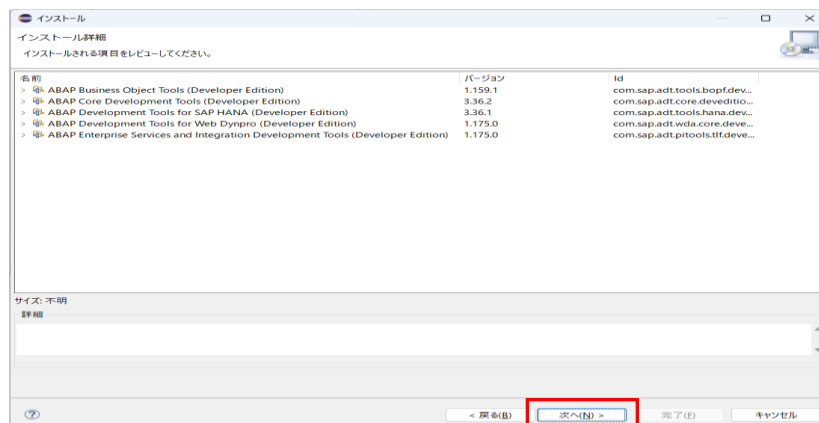 インストール
インストール詳細
インストールされる項目をレビューしてください。
名前 バージョン Id
ABAP Business Object Tools (Developer Edition) 1.159.1 com.sap.adt.tools.bopf.dev...
ABAP Core Development Tools (Developer Edition) 3.36.2 com.sap.adt.core.deveditio...
ABAP Development Tools for SAP HANA (Developer Edition) 3.36.1 com.sap.adt.tools.hana.dev...
ABAP Development Tools for Web Dynpro (Developer Edition) 1.175.0 com.sap.adt.wda.core.deve...
ABAP Enterprise Services and Integration Development Tools (Developer Edition) 1.175.0 com.sap.adt.pitools.tlf.deve...
サイズ: 不明
詳細
< 戻る(B) 次へ(N) > 完了(F) キャンセル